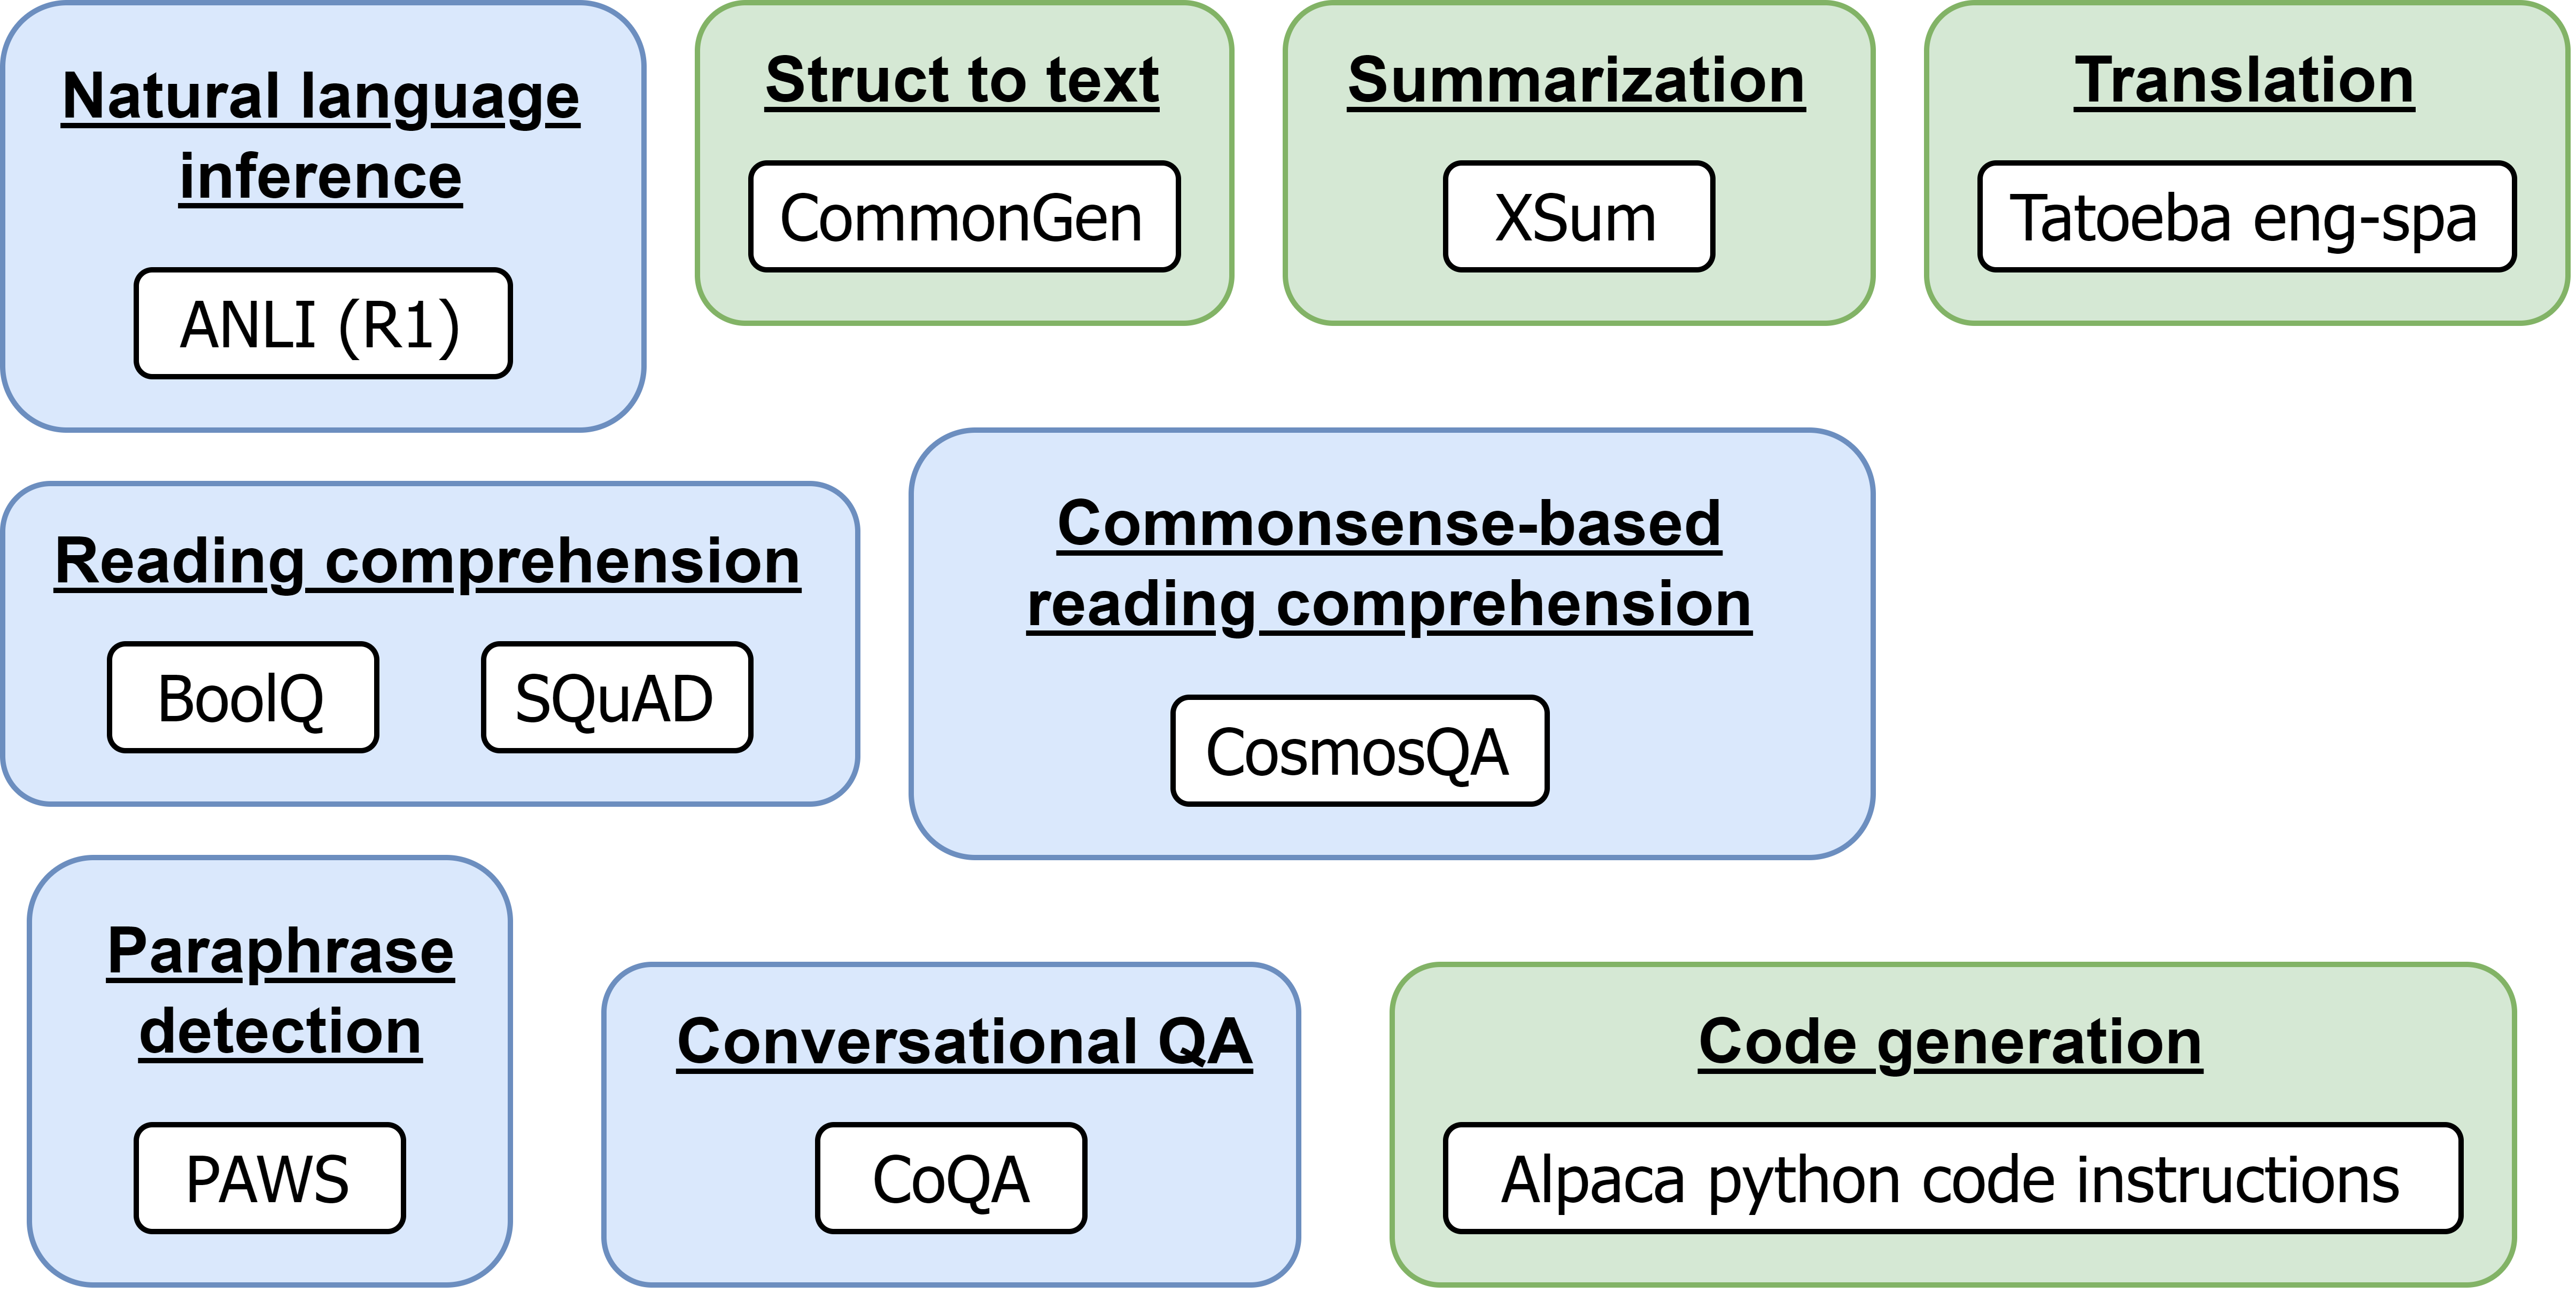 Natural language
inference
ANLI (R1)
Struct to text
CommonGen
Summarization
XSum
Translation
Tatoeba eng-spa
Reading comprehension
BoolQ
SQuAD
Commonsense-based
reading comprehension
CosmosQA
Paraphrase
detection
PAWS
Conversational QA
CoQA
Code generation
Alpaca python code instructions